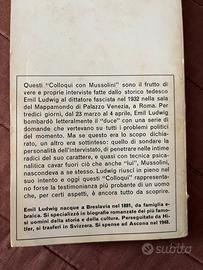 Questi "Colloqui con Mussolini" sono il frutto di
vere e proprie interviste fatte dallo storico tedesco
Emil Ludwig al dittatore fascista nel 1932 nella sala
del Mappamondo di Palazzo Venezia, a Roma. Per
tredici giorni, dal 23 marzo al 4 aprile, Emil Ludwig
bombardò letteralmente il "duce" con una serie di
domande che vertevano su tutti i problemi politici
del momento. Ma se questo era lo scopo dichia-
rato, un altro era sottinteso: quello di sondare la
personalità dell'intervistato, di penetrare nelle intime
radici del suo carattere, e quasi con tecnica psica-
nalitica cavar fuori ciò che anche "lui", Mussolini,
nascondeva a se stesso. Ludwig riuscì in pieno nel
suo intento e oggi questi "Colloqui" rappresentano
senza forse la testimonianza più probante di un uomo
che, per certi aspetti, è ancora tutto da scoprire.
Emil Ludwig nacque a Breslavia nel 1881, da famiglia e-
braica. Si specializzò in biografie romanzate dei più famo-
si uomini della storia e della cultura. Perseguitato da Hi-
tler, si trasferì in Svizzera. Si spense ad Ascona nel 1948.
subito